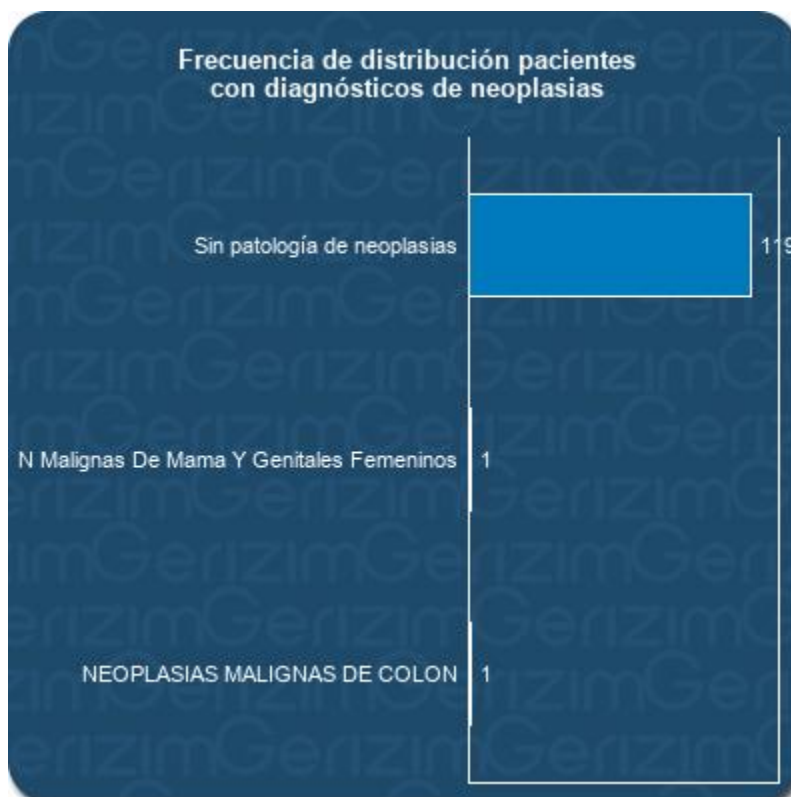 Frecuencia de distribución pacientes
con diagnósticos de neoplasias
Sin patología de neoplasias 119
N Malignas De Mama Y Genitales Femeninos 1
NEOPLASIAS MALIGNAS DE COLON 1